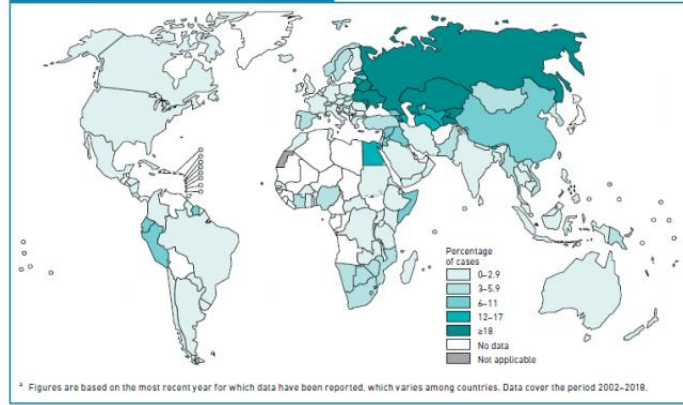 Percentage
of cases
0–2.9
3–5.9
6–11
12–17
≥18
No data
Not applicable
ᵃ Figures are based on the most recent year for which data have been reported, which varies among countries. Data cover the period 2002–2018.